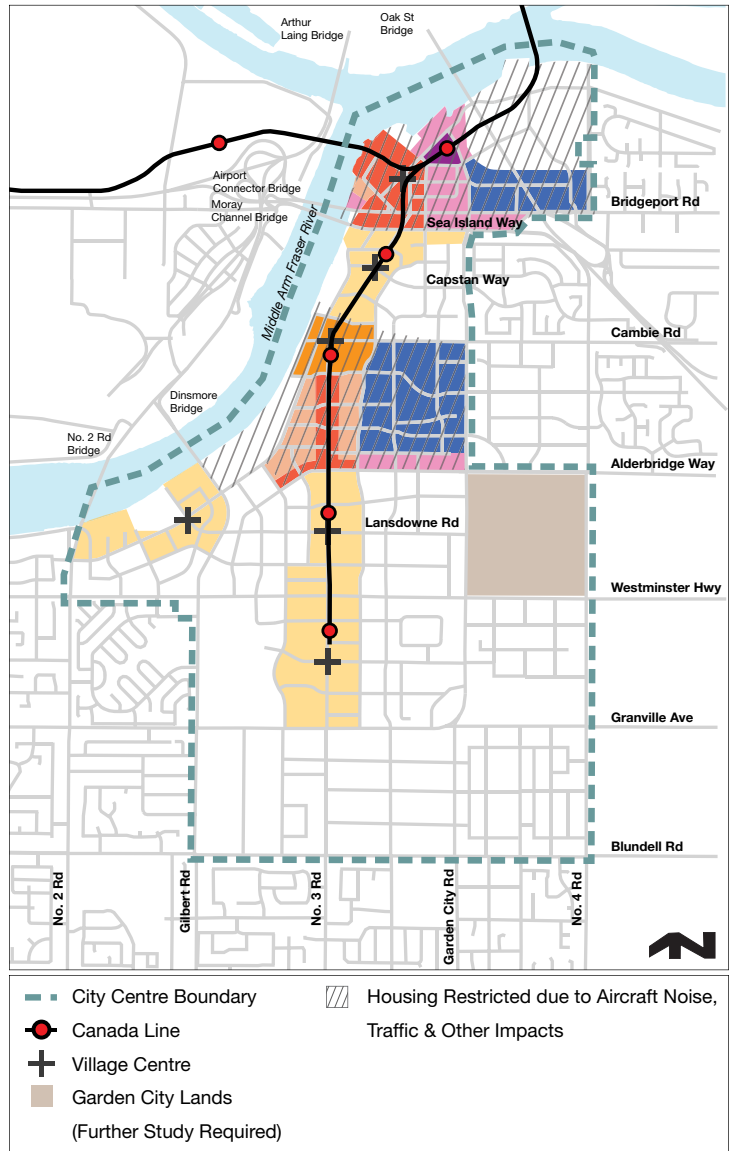 Arthur
Laing Bridge
Oak St
Bridge
Airport
Connector Bridge
Moray
Channel Bridge
Bridgeport Rd
Sea Island Way
Middle Arm Fraser River
Capstan Way
Cambie Rd
Dinsmore
Bridge
No. 2 Rd
Bridge
Alderbridge Way
Lansdowne Rd
Westminster Hwy
Granville Ave
Blundell Rd
No. 2 Rd
Gilbert Rd
No. 3 Rd
Garden City Rd
No. 4 Rd
N
City Centre Boundary
Canada Line
Village Centre
Garden City Lands
(Further Study Required)
Housing Restricted due to Aircraft Noise,
Traffic & Other Impacts